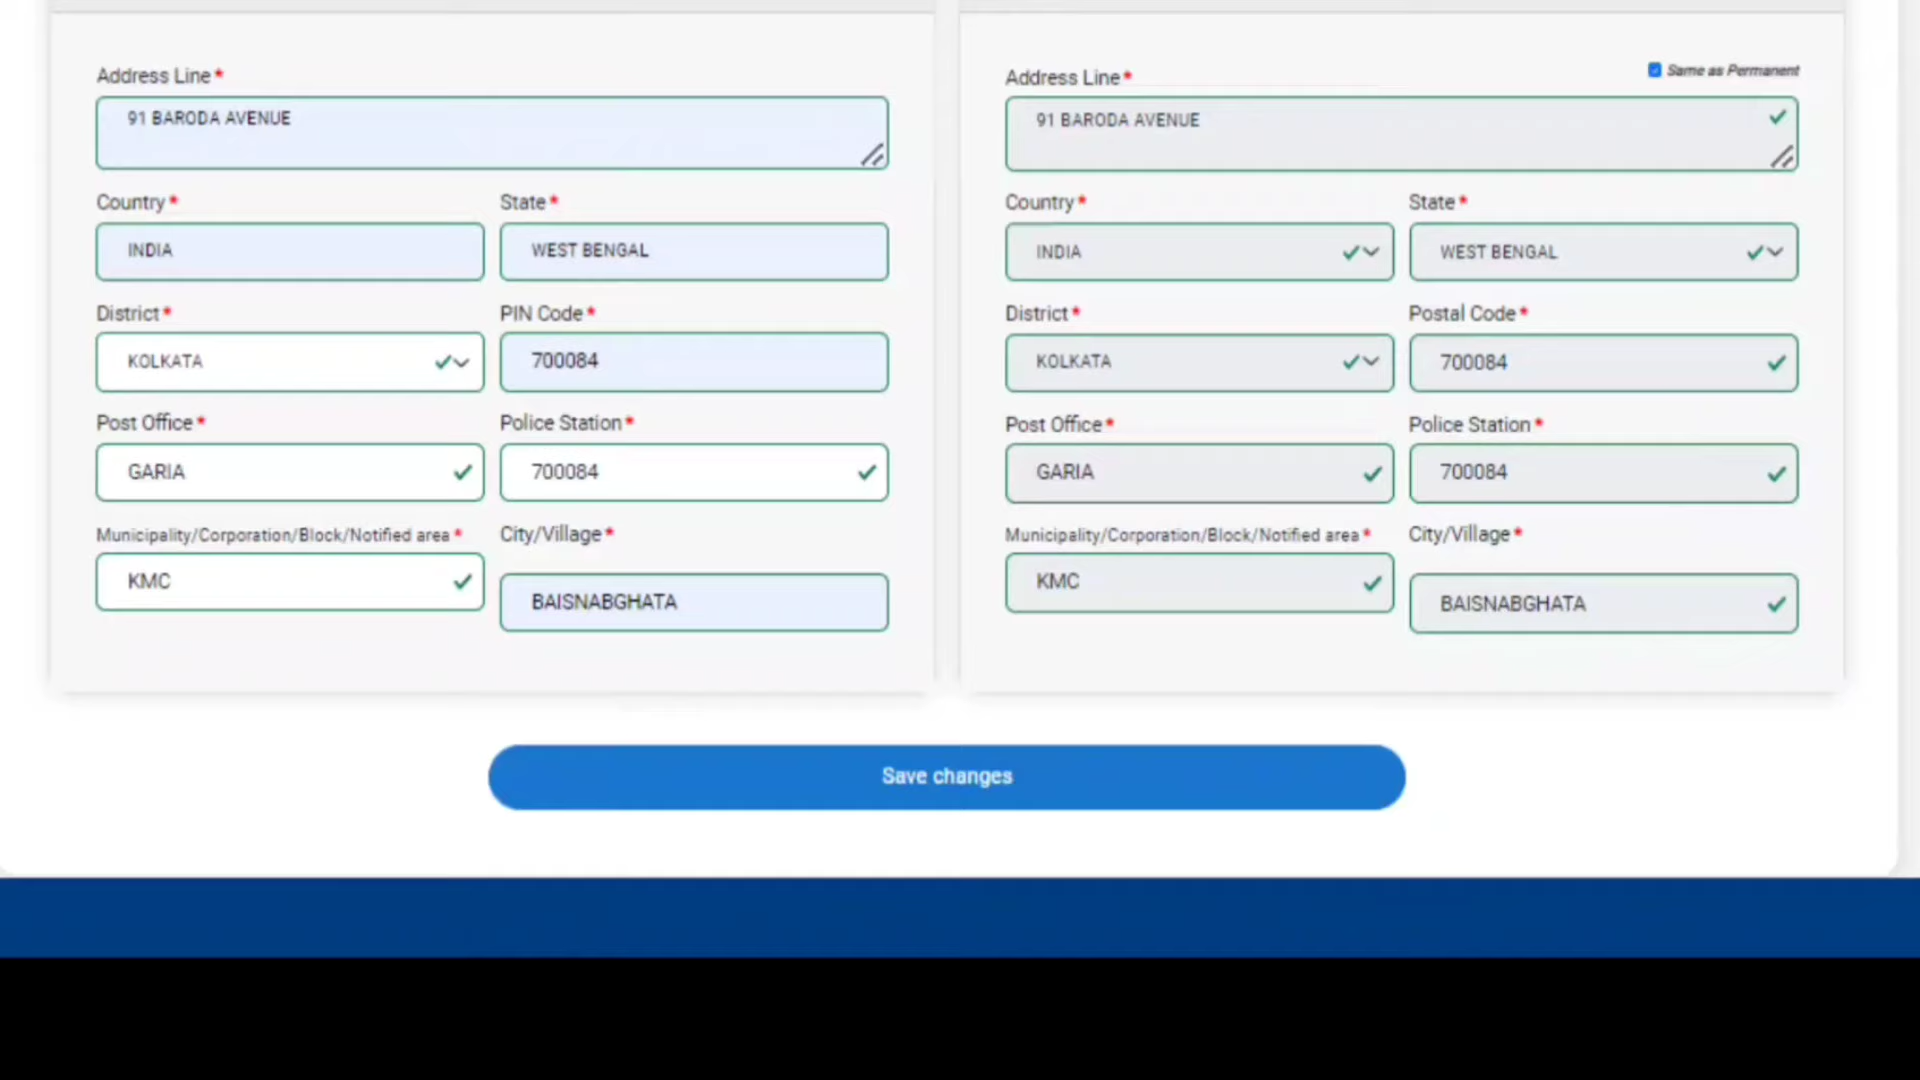 Address Line*
91 BARODA AVENUE
Country* State*
INDIA WEST BENGAL
District* PIN Code*
KOLKATA 700084
Post Office* Police Station*
GARIA 700084
Municipality/Corporation/Block/Notified area * City/Village*
KMC BAISNABGHATA
Same as Permanent
Address Line*
91 BARODA AVENUE
Country* State*
INDIA WEST BENGAL
District* Postal Code*
KOLKATA 700084
Post Office* Police Station*
GARIA 700084
Municipality/Corporation/Block/Notified area * City/Village*
KMC BAISNABGHATA
Save changes